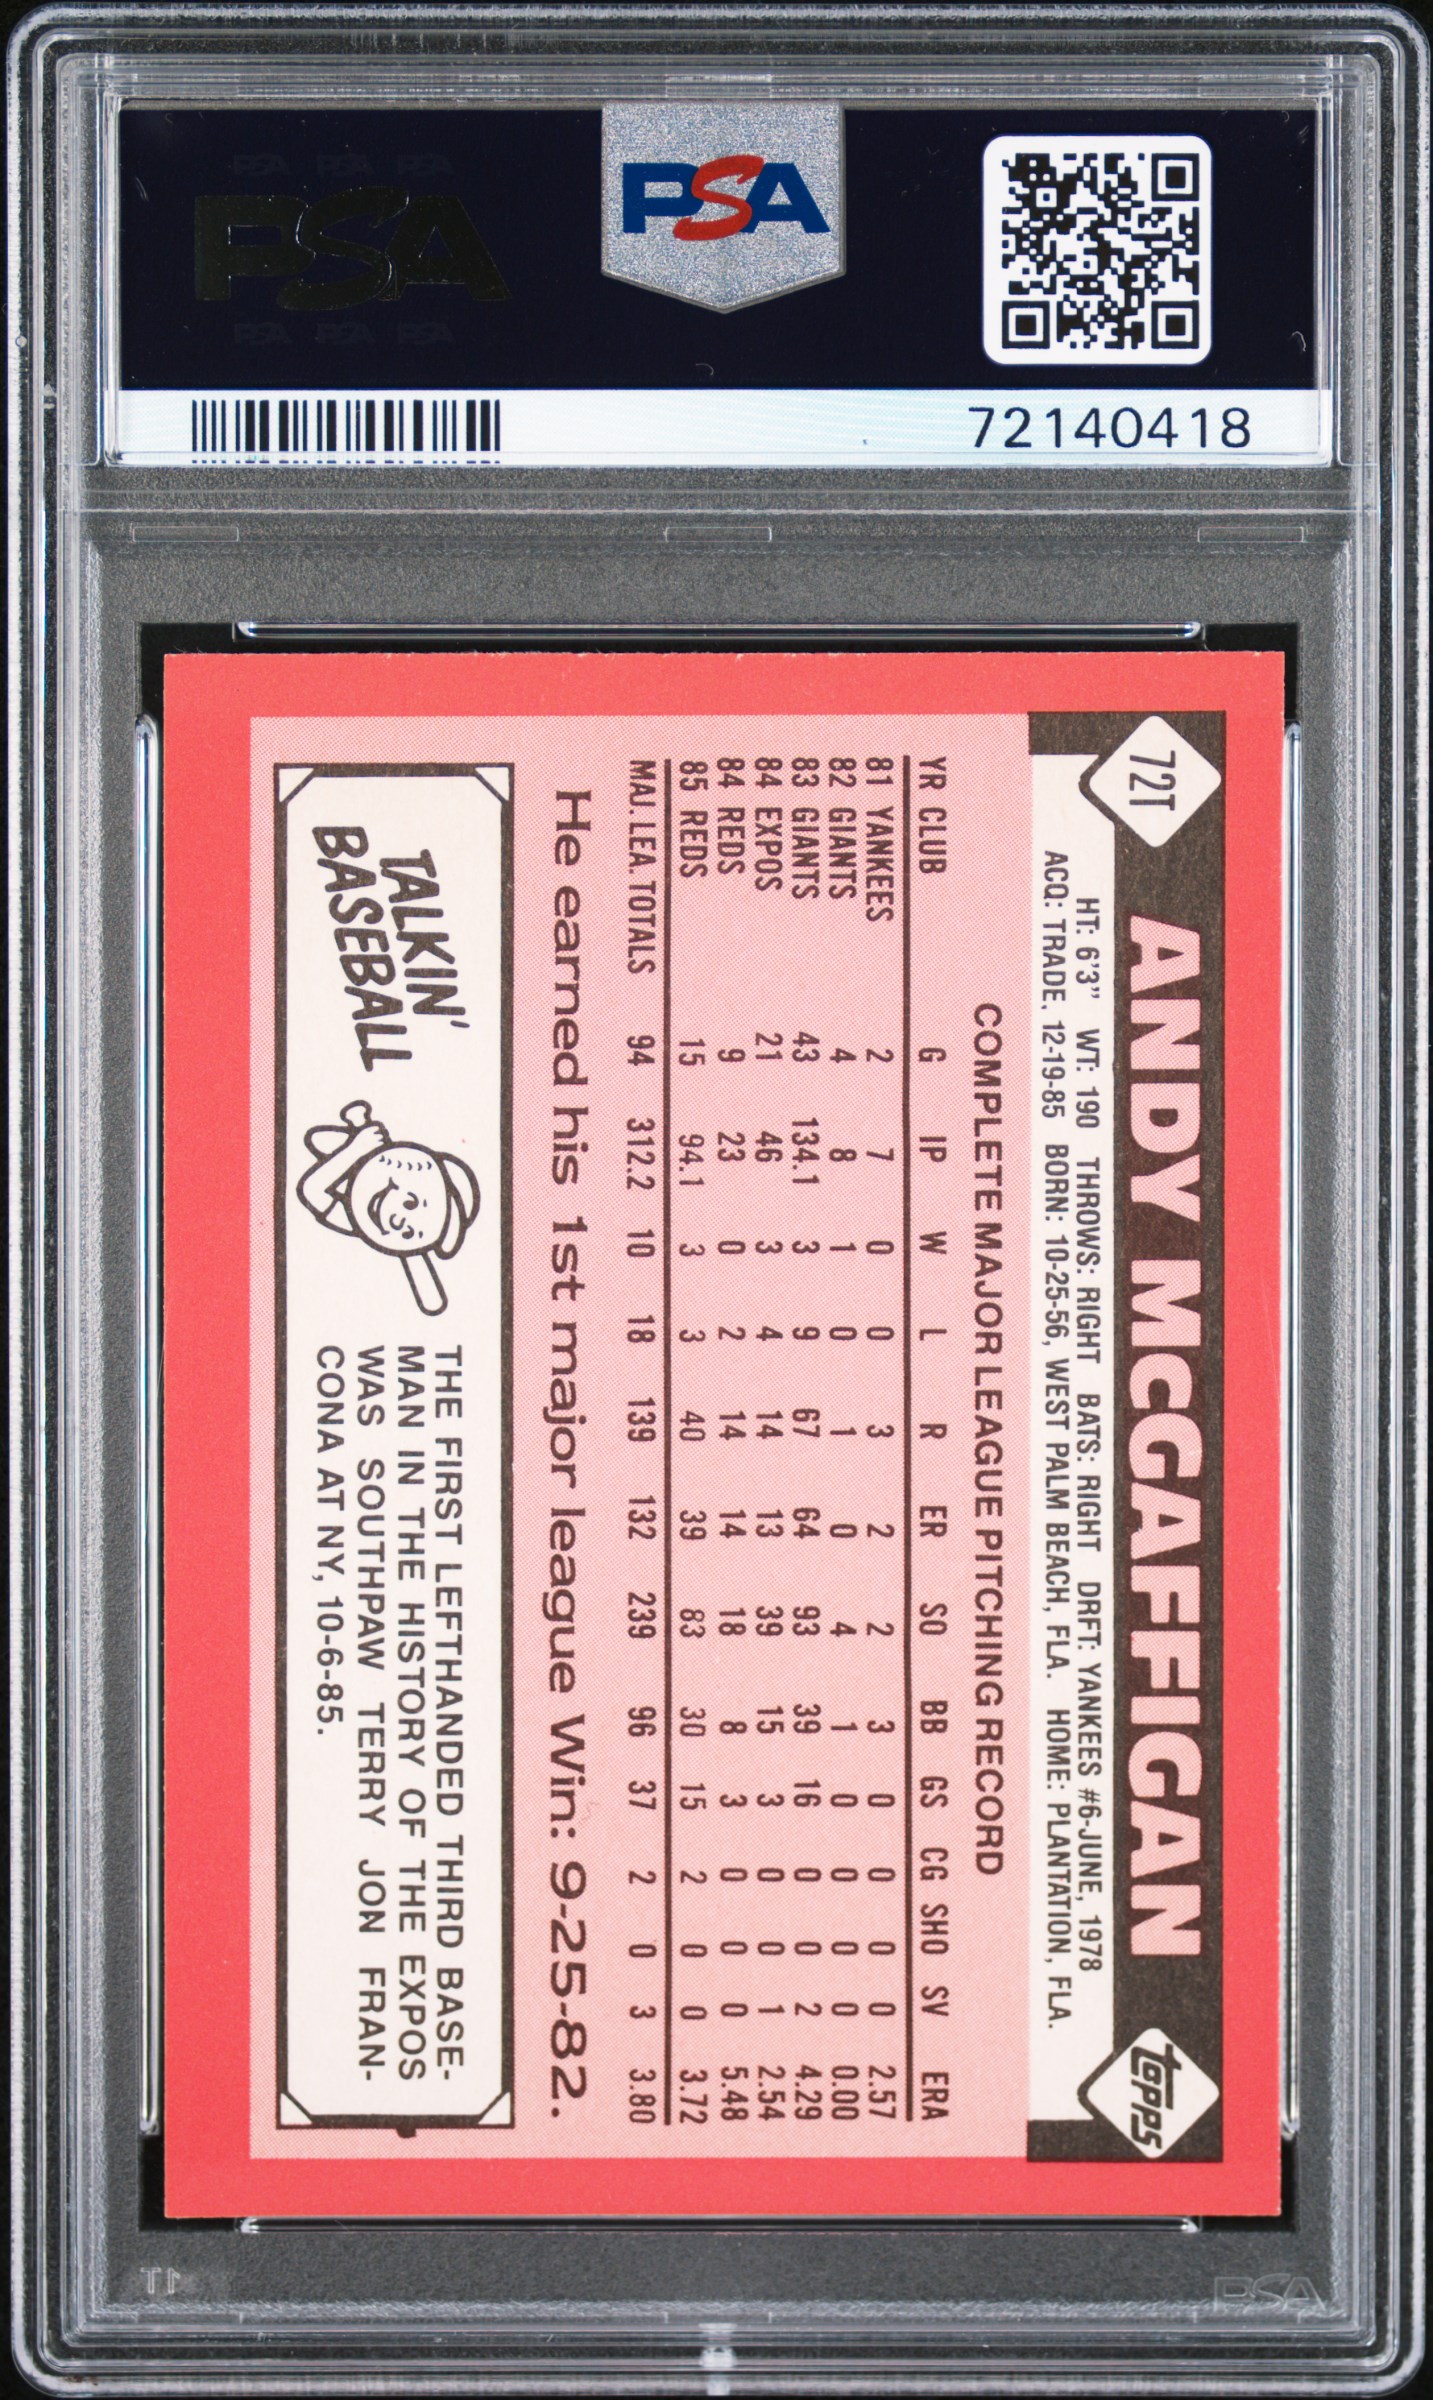 PSA PSA PSA
PSA
PSA PSA PSA
PSA
72140418
72T
ANDY McGAFFIGAN
topps
HT: 6'3" WT: 190 THROWS: RIGHT BATS: RIGHT DRFT: YANKEES #6-JUNE, 1978
ACQ: TRADE, 12-19-85 BORN: 10-25-56, WEST PALM BEACH, FLA. HOME: PLANTATION, FLA.
COMPLETE MAJOR LEAGUE PITCHING RECORD
YR CLUB G IP W L R ER SO BB GS CG SHO SV ERA
81 YANKEES 2 7 0 0 3 2 2 3 0 0 0 0 2.57
82 GIANTS 4 8 1 0 1 0 4 1 0 0 0 0 0.00
83 GIANTS 43 134.1 3 9 67 64 93 39 16 0 0 2 4.29
84 EXPOS 21 46 3 4 14 13 39 15 3 0 0 1 2.54
84 REDS 9 23 0 2 14 14 18 8 3 0 0 0 5.48
85 REDS 15 94.1 3 3 40 39 83 30 15 2 0 0 3.72
MAJ. LEA. TOTALS 94 312.2 10 18 139 132 239 96 37 2 0 3 3.80
He earned his 1st major league Win: 9-25-82.
TALKIN'
BASEBALL
THE FIRST LEFTHANDED THIRD BASE-
MAN IN THE HISTORY OF THE EXPOS
WAS SOUTHPAW TERRY JON FRAN-
CONA AT NY, 10-6-85.
1T
PSA